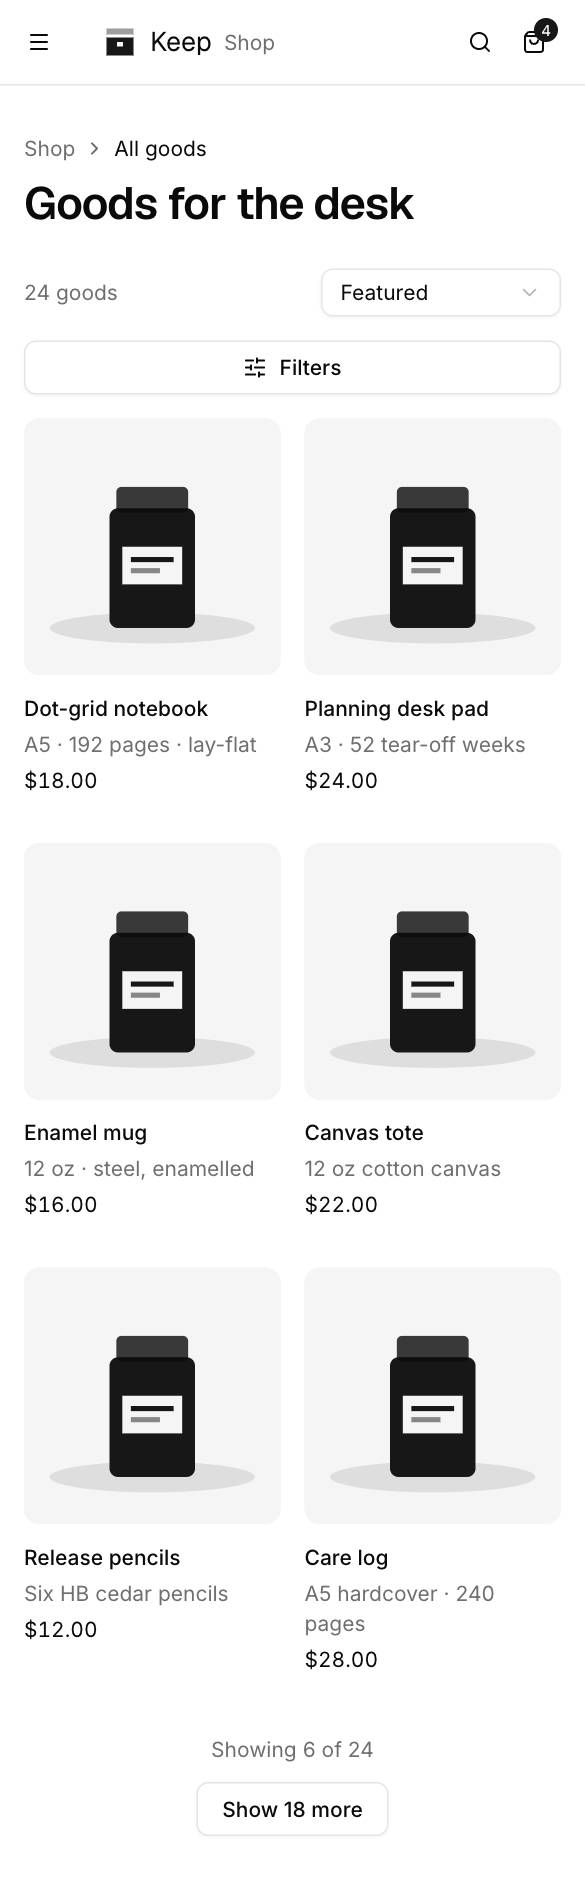 Keep Shop
4
Shop > All goods
Goods for the desk
24 goods
Featured
Filters
Dot-grid notebook
A5 · 192 pages · lay-flat
$18.00
Planning desk pad
A3 · 52 tear-off weeks
$24.00
Enamel mug
12 oz · steel, enamelled
$16.00
Canvas tote
12 oz cotton canvas
$22.00
Release pencils
Six HB cedar pencils
$12.00
Care log
A5 hardcover · 240
pages
$28.00
Showing 6 of 24
Show 18 more